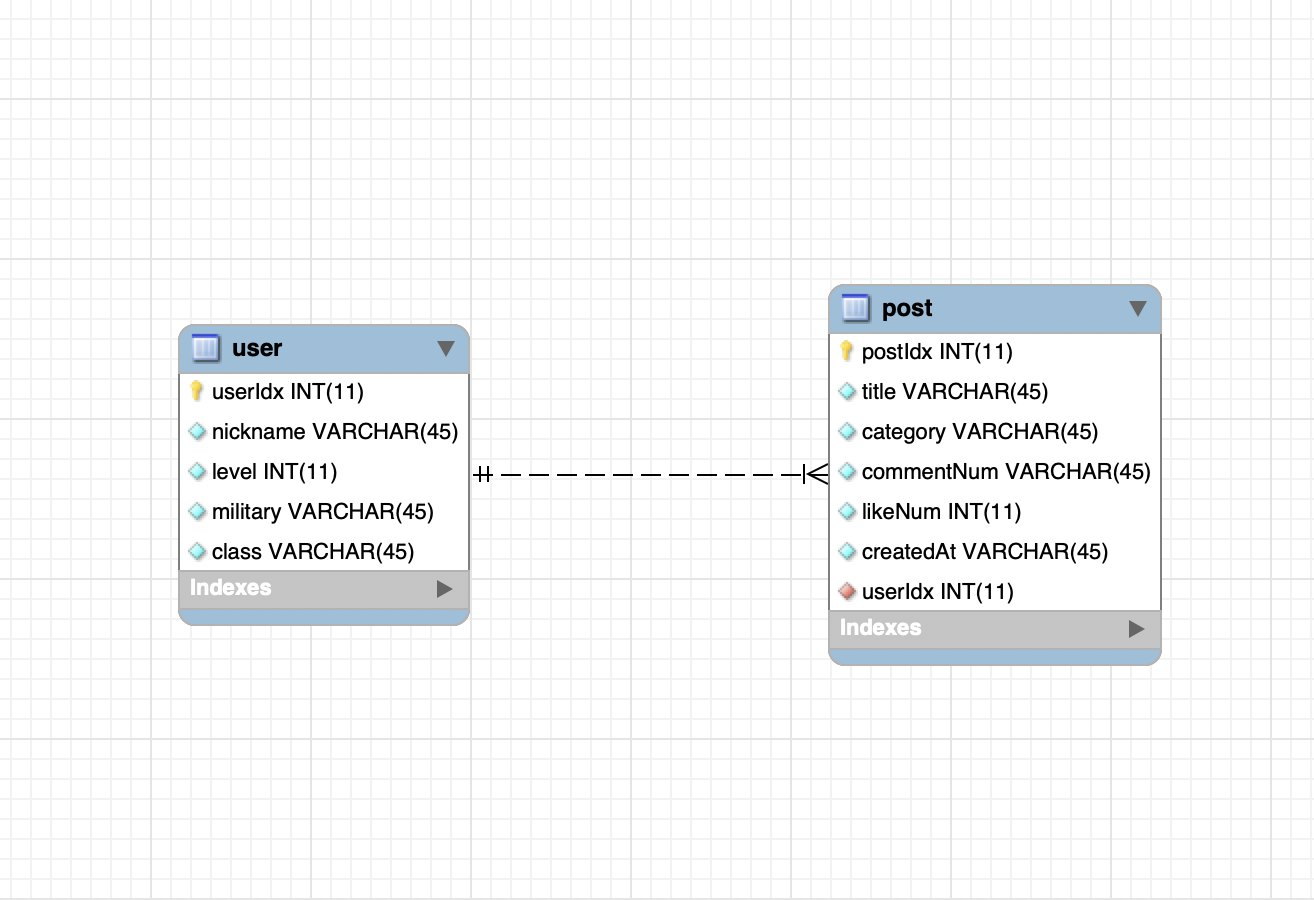 user
userIdx INT(11)
nickname VARCHAR(45)
level INT(11)
military VARCHAR(45)
class VARCHAR(45)
Indexes
post
postIdx INT(11)
title VARCHAR(45)
category VARCHAR(45)
commentNum VARCHAR(45)
likeNum INT(11)
createdAt VARCHAR(45)
userIdx INT(11)
Indexes